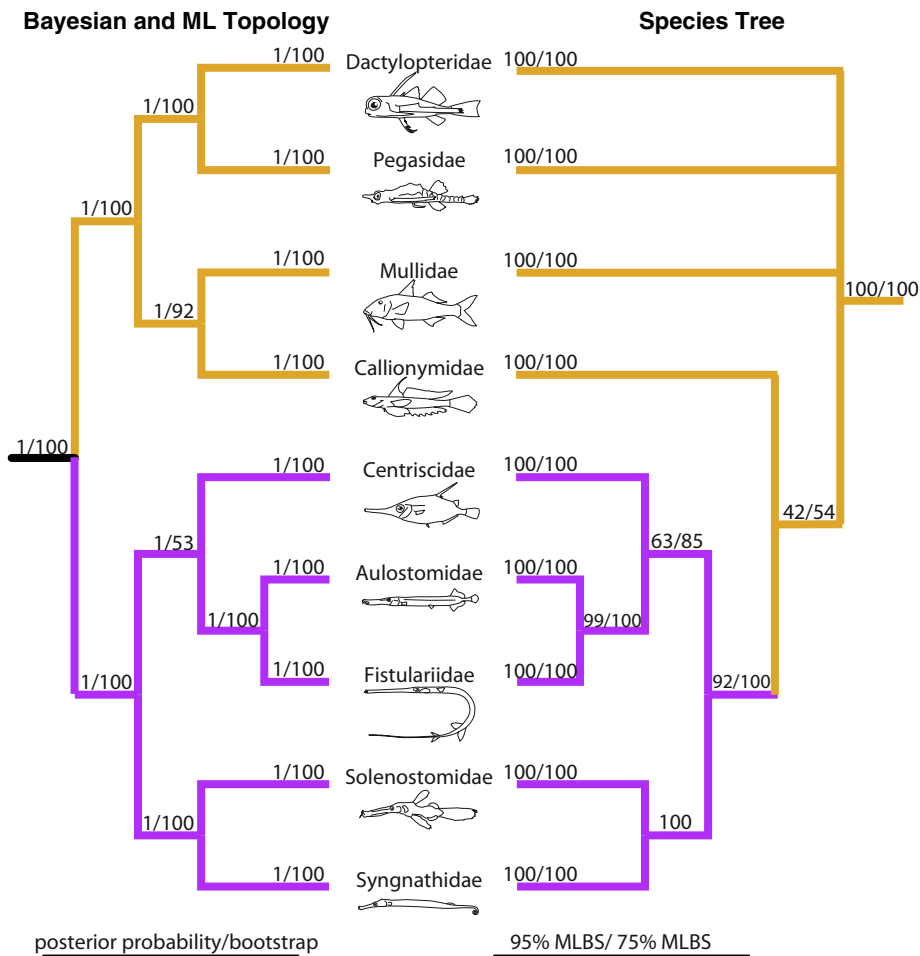 Bayesian and ML Topology Species Tree
1/100 Dactylopteridae 100/100
1/100
1/100 Pegasidae 100/100
1/100
1/100 Mullidae 100/100
100/100
1/92
1/100 Callionymidae 100/100
1/100
1/100 Centriscidae 100/100
42/54
1/53 63/85
1/100 Aulostomidae 100/100
1/100 99/100
1/100 Fistulariidae 100/100
1/100 92/100
1/100 Solenostomidae 100/100
1/100 100
1/100 Syngnathidae 100/100
posterior probability/bootstrap 95% MLBS/ 75% MLBS